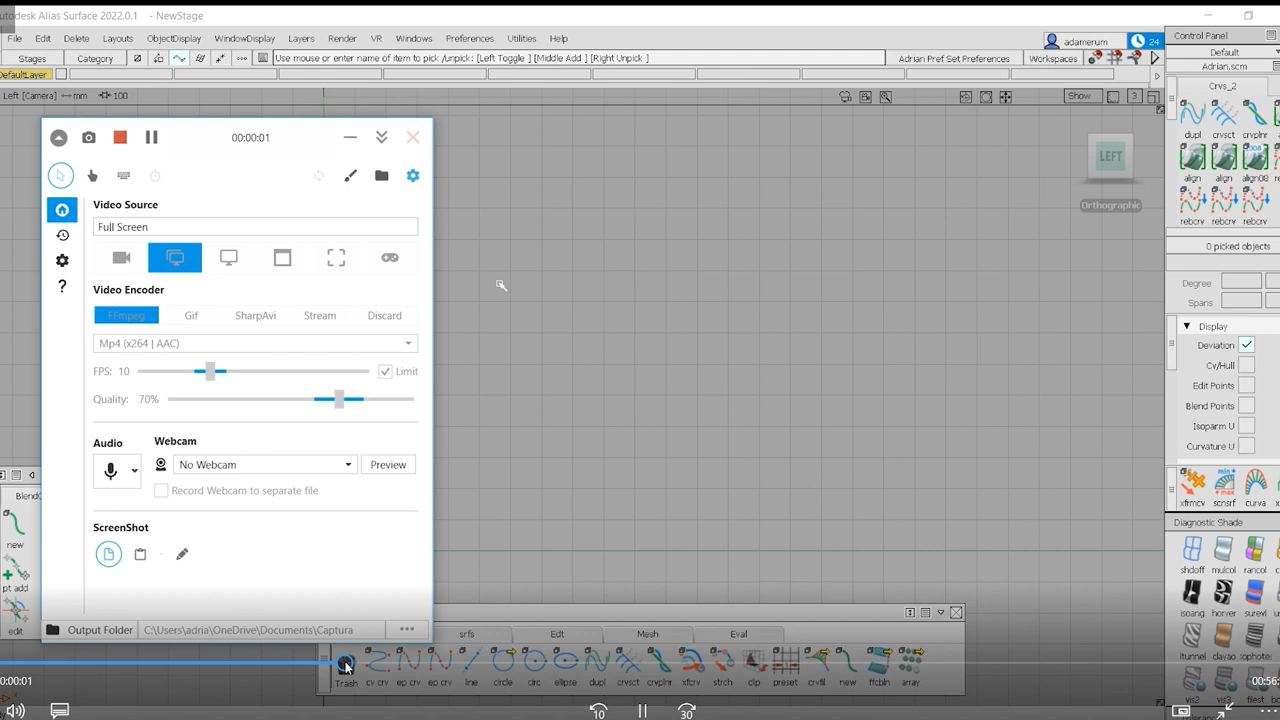 utodesk Alias Surface 2022.0.1 - NewStage
File Edit Delete Layouts ObjectDisplay WindowDisplay Layers Render VR Windows Preferences Utilities Help
adamerum 24
Stages Category Use mouse or enter name of item to pick /unpick: [Left Toggle ] [Middle Add ] [Right Unpick ] Adrian Pref Set Preferences Workspaces
DefaultLayer
Left [Camera] mm 100 Show 3
LEFT
Orthographic
Control Panel
Default
Adrian.scm
Crvs_2
dupl crvsct crvplnr
align align align08
rebcrv rebcrv rebcrv
0 picked objects
Degree
Spans
Display
Deviation
Cv/Hull
Edit Points
Blend Points
Isoparm U
Curvature U
xfrmcv scnsrf curva
Diagnostic Shade
shdoff mulcol rancol
isoang horver surevl
ltunnel clayao sophotes
vis2 vis3 filest
00:00:01
Video Source
Full Screen
Video Encoder
FFmpeg Gif SharpAvi Stream Discard
Mp4 (x264 | AAC)
FPS: 10 Limit
Quality: 70%
Audio Webcam
No Webcam Preview
Record Webcam to separate file
ScreenShot
Output Folder C:\Users\adria\OneDrive\Documents\Captura
Blend
new
pt add
edit
srfs Edt Mesh Eval
Trash cv crv ep crv ep crv line circle circ ellipse dupl crvsct crvplnr xfcrv strch clip preset crvfil new ffcbln array
00:00:01 00:56:
10 30